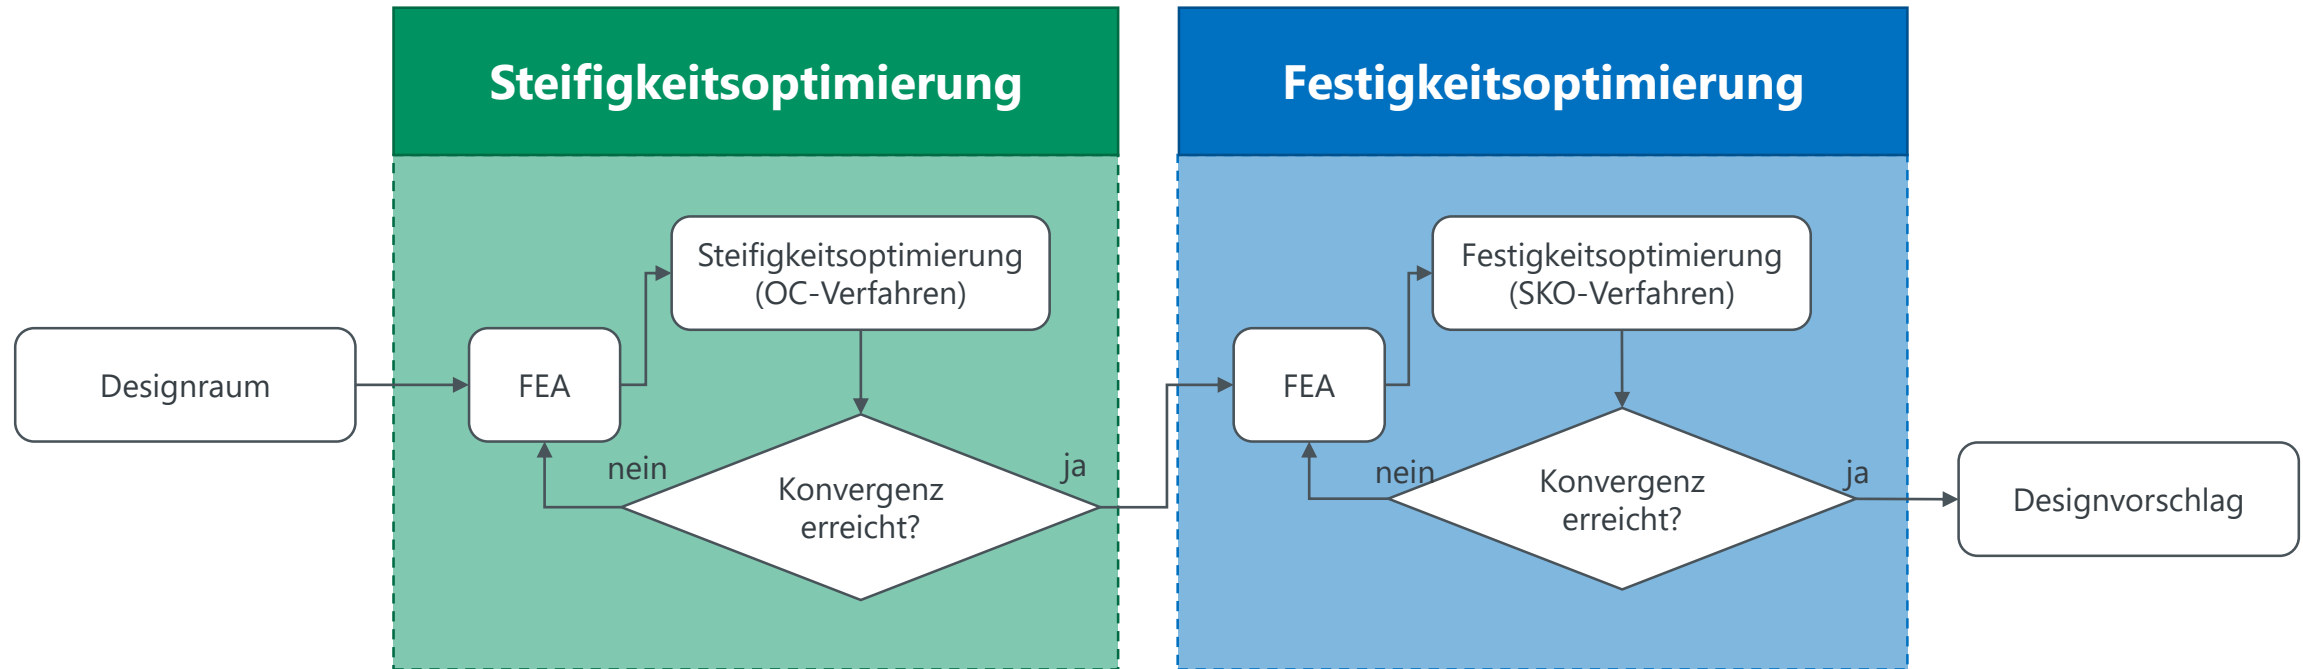 Steifigkeitsoptimierung
Festigkeitsoptimierung
Designraum
FEA
Steifigkeitsoptimierung
(OC-Verfahren)
nein
Konvergenz
erreicht?
ja
FEA
Festigkeitsoptimierung
(SKO-Verfahren)
nein
Konvergenz
erreicht?
ja
Designvorschlag